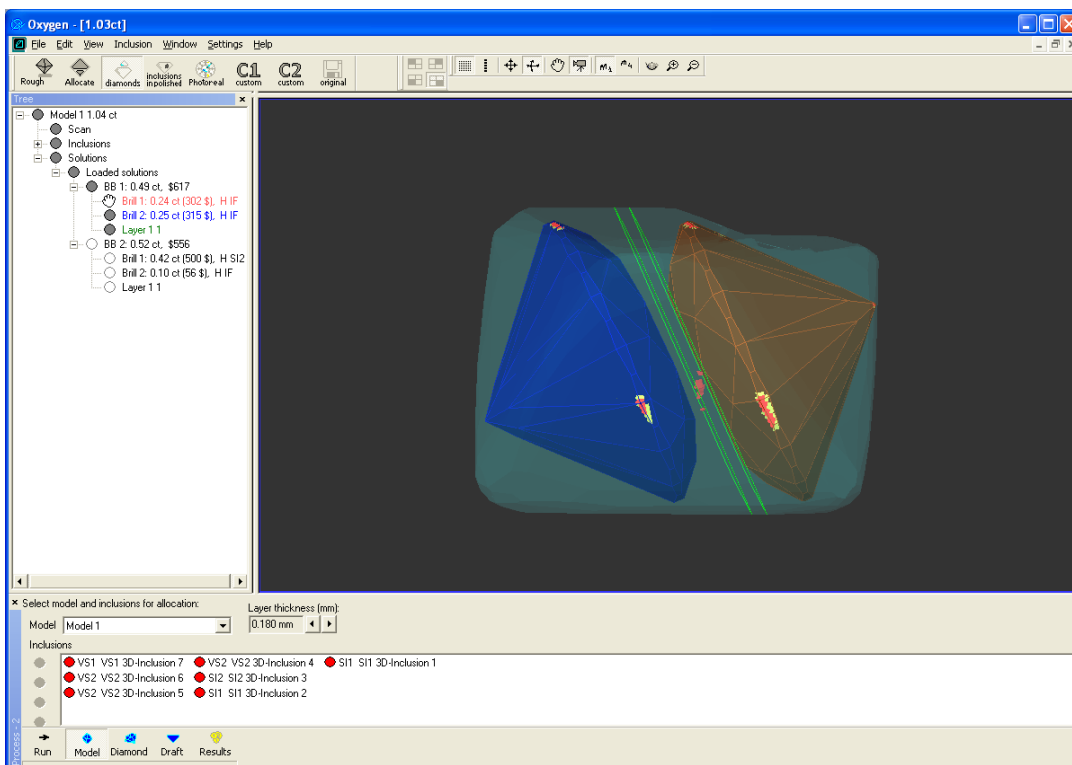 Oxygen - [1.03ct]
File Edit View Inclusion Window Settings Help
Rough Allocate diamonds inclusions inpolished Photoreal C1 custom C2 custom original
Tree
Model 1 1.04 ct
Scan
Inclusions
Solutions
Loaded solutions
BB 1: 0.49 ct, $617
Brill 1: 0.24 ct (302 $), H IF
Brill 2: 0.25 ct (315 $), H IF
Layer 1 1
BB 2: 0.52 ct, $556
Brill 1: 0.42 ct (500 $), H SI2
Brill 2: 0.10 ct (56 $), H IF
Layer 1 1
Select model and inclusions for allocation:
Layer thickness (mm):
Model Model 1 0.180 mm
Inclusions
VS1 VS1 3D-Inclusion 7 VS2 VS2 3D-Inclusion 4 SI1 SI1 3D-Inclusion 1
VS2 VS2 3D-Inclusion 6 SI2 SI2 3D-Inclusion 3
VS2 VS2 3D-Inclusion 5 SI1 SI1 3D-Inclusion 2
Process - 2
Run Model Diamond Draft Results